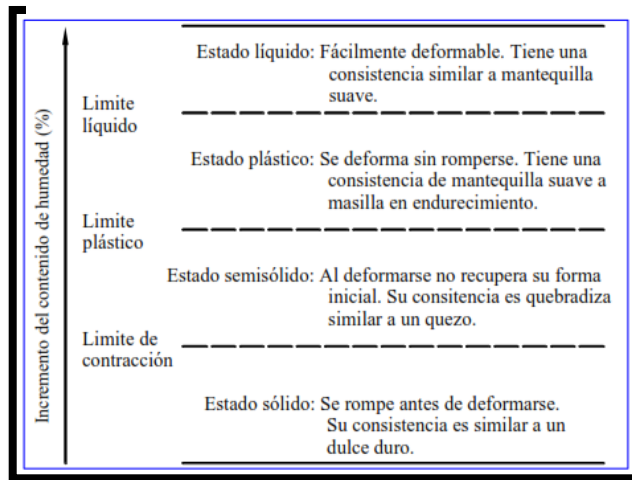 Incremento del contenido de humedad (%)
Estado líquido: Fácilmente deformable. Tiene una
consistencia similar a mantequilla
suave.
Limite
líquido
Estado plástico: Se deforma sin romperse. Tiene una
consistencia de mantequilla suave a
masilla en endurecimiento.
Limite
plástico
Estado semisólido: Al deformarse no recupera su forma
inicial. Su consitencia es quebradiza
similar a un quezo.
Limite de
contracción
Estado sólido: Se rompe antes de deformarse.
Su consistencia es similar a un
dulce duro.